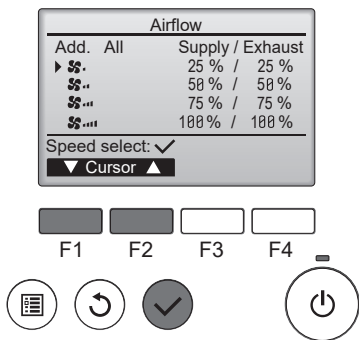 Airflow
Add. All Supply / Exhaust
25 % / 25 %
50 % / 50 %
75 % / 75 %
100 % / 100 %
Speed select:
Cursor
F1 F2 F3 F4